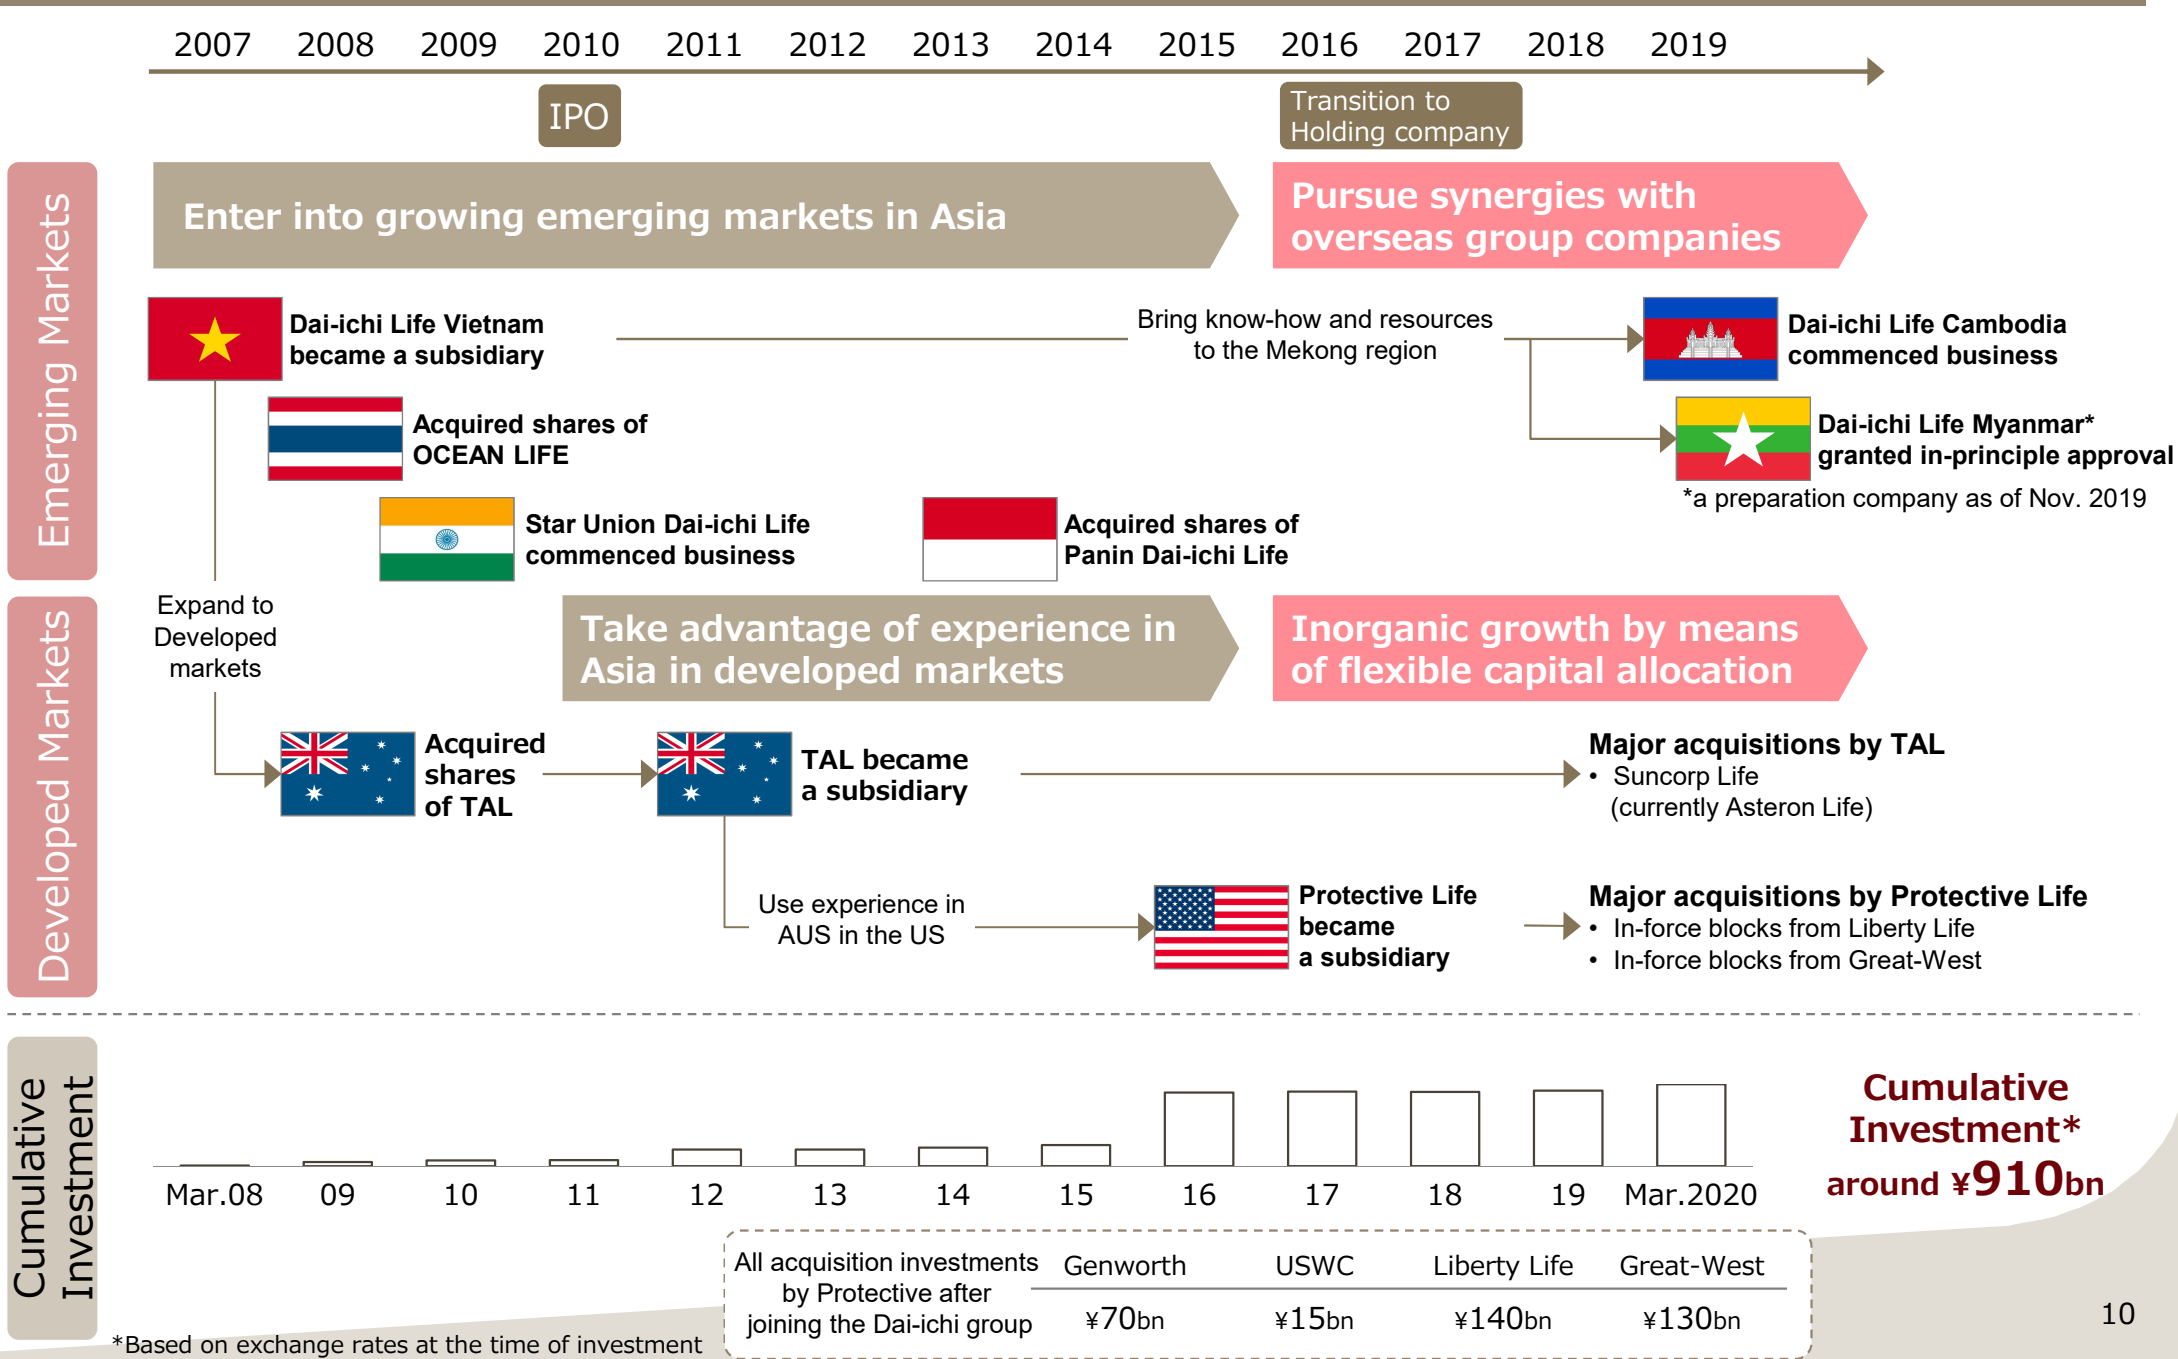 2007 2008 2009 2010 2011 2012 2013 2014 2015 2016 2017 2018 2019
IPO
Transition to
Holding company
Emerging Markets
Enter into growing emerging markets in Asia
Pursue synergies with
overseas group companies
Dai-ichi Life Vietnam
became a subsidiary
Bring know-how and resources
to the Mekong region
Dai-ichi Life Cambodia
commenced business
Acquired shares of
OCEAN LIFE
Dai-ichi Life Myanmar*
granted in-principle approval
*a preparation company as of Nov. 2019
Star Union Dai-ichi Life
commenced business
Acquired shares of
Panin Dai-ichi Life
Developed Markets
Expand to
Developed
markets
Take advantage of experience in
Asia in developed markets
Inorganic growth by means
of flexible capital allocation
Acquired
shares
of TAL
TAL became
a subsidiary
Major acquisitions by TAL
• Suncorp Life
(currently Asteron Life)
Use experience in
AUS in the US
Protective Life
became
a subsidiary
Major acquisitions by Protective Life
• In-force blocks from Liberty Life
• In-force blocks from Great-West
Cumulative
Investment
Mar.08 09 10 11 12 13 14 15 16 17 18 19 Mar.2020
Cumulative
Investment*
around ¥910bn
All acquisition investments
by Protective after
joining the Dai-ichi group
Genworth USWC Liberty Life Great-West
¥70bn ¥15bn ¥140bn ¥130bn
*Based on exchange rates at the time of investment
10